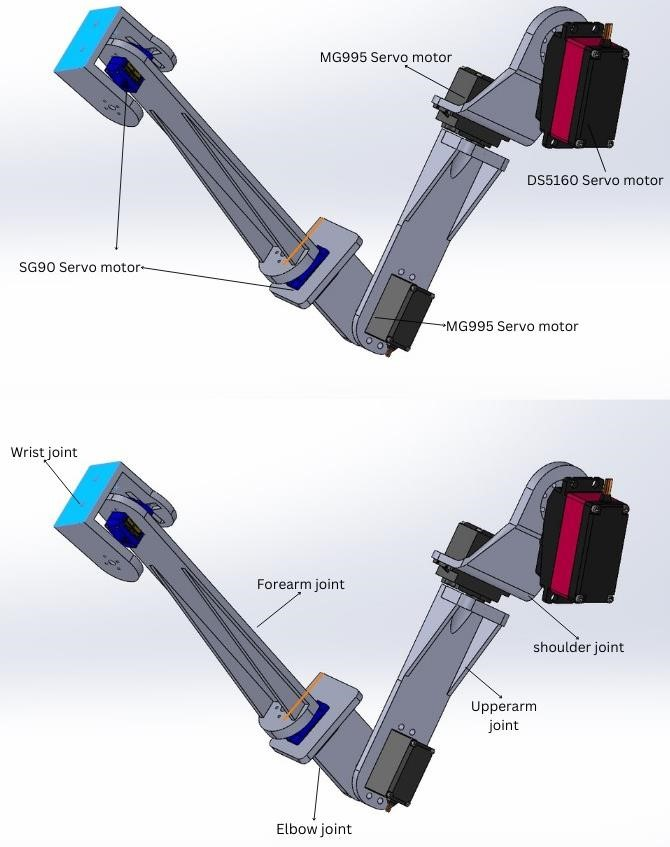 MG995 Servo motor
DS5160 Servo motor
SG90 Servo motor
MG995 Servo motor
Wrist joint
Forearm joint
shoulder joint
Upperarm
joint
Elbow joint